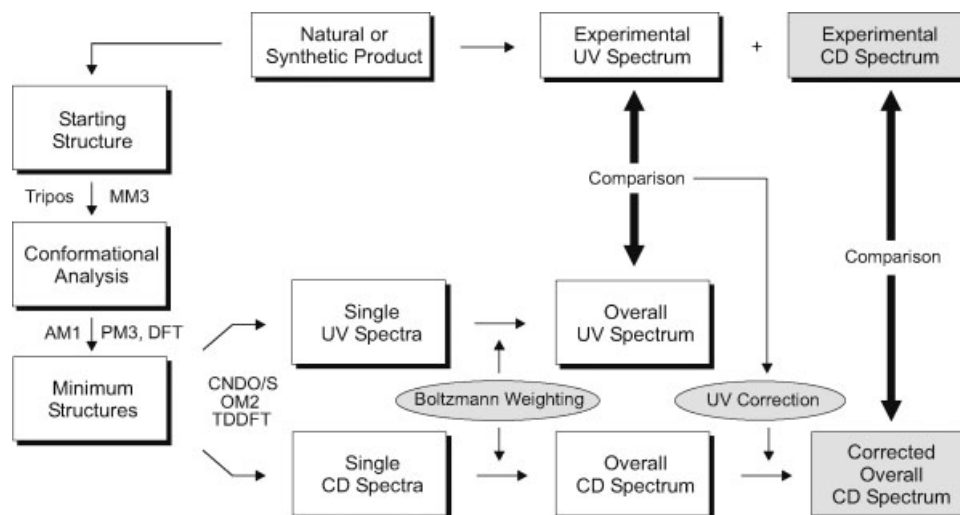 Natural or
Synthetic Product
Experimental
UV Spectrum
+
Experimental
CD Spectrum
Starting
Structure
Tripos
MM3
Comparison
Conformational
Analysis
Comparison
AM1
PM3, DFT
Single
UV Spectra
Overall
UV Spectrum
Minimum
Structures
CNDO/S
OM2
TDDFT
Boltzmann Weighting
UV Correction
Single
CD Spectra
Overall
CD Spectrum
Corrected
Overall
CD Spectrum